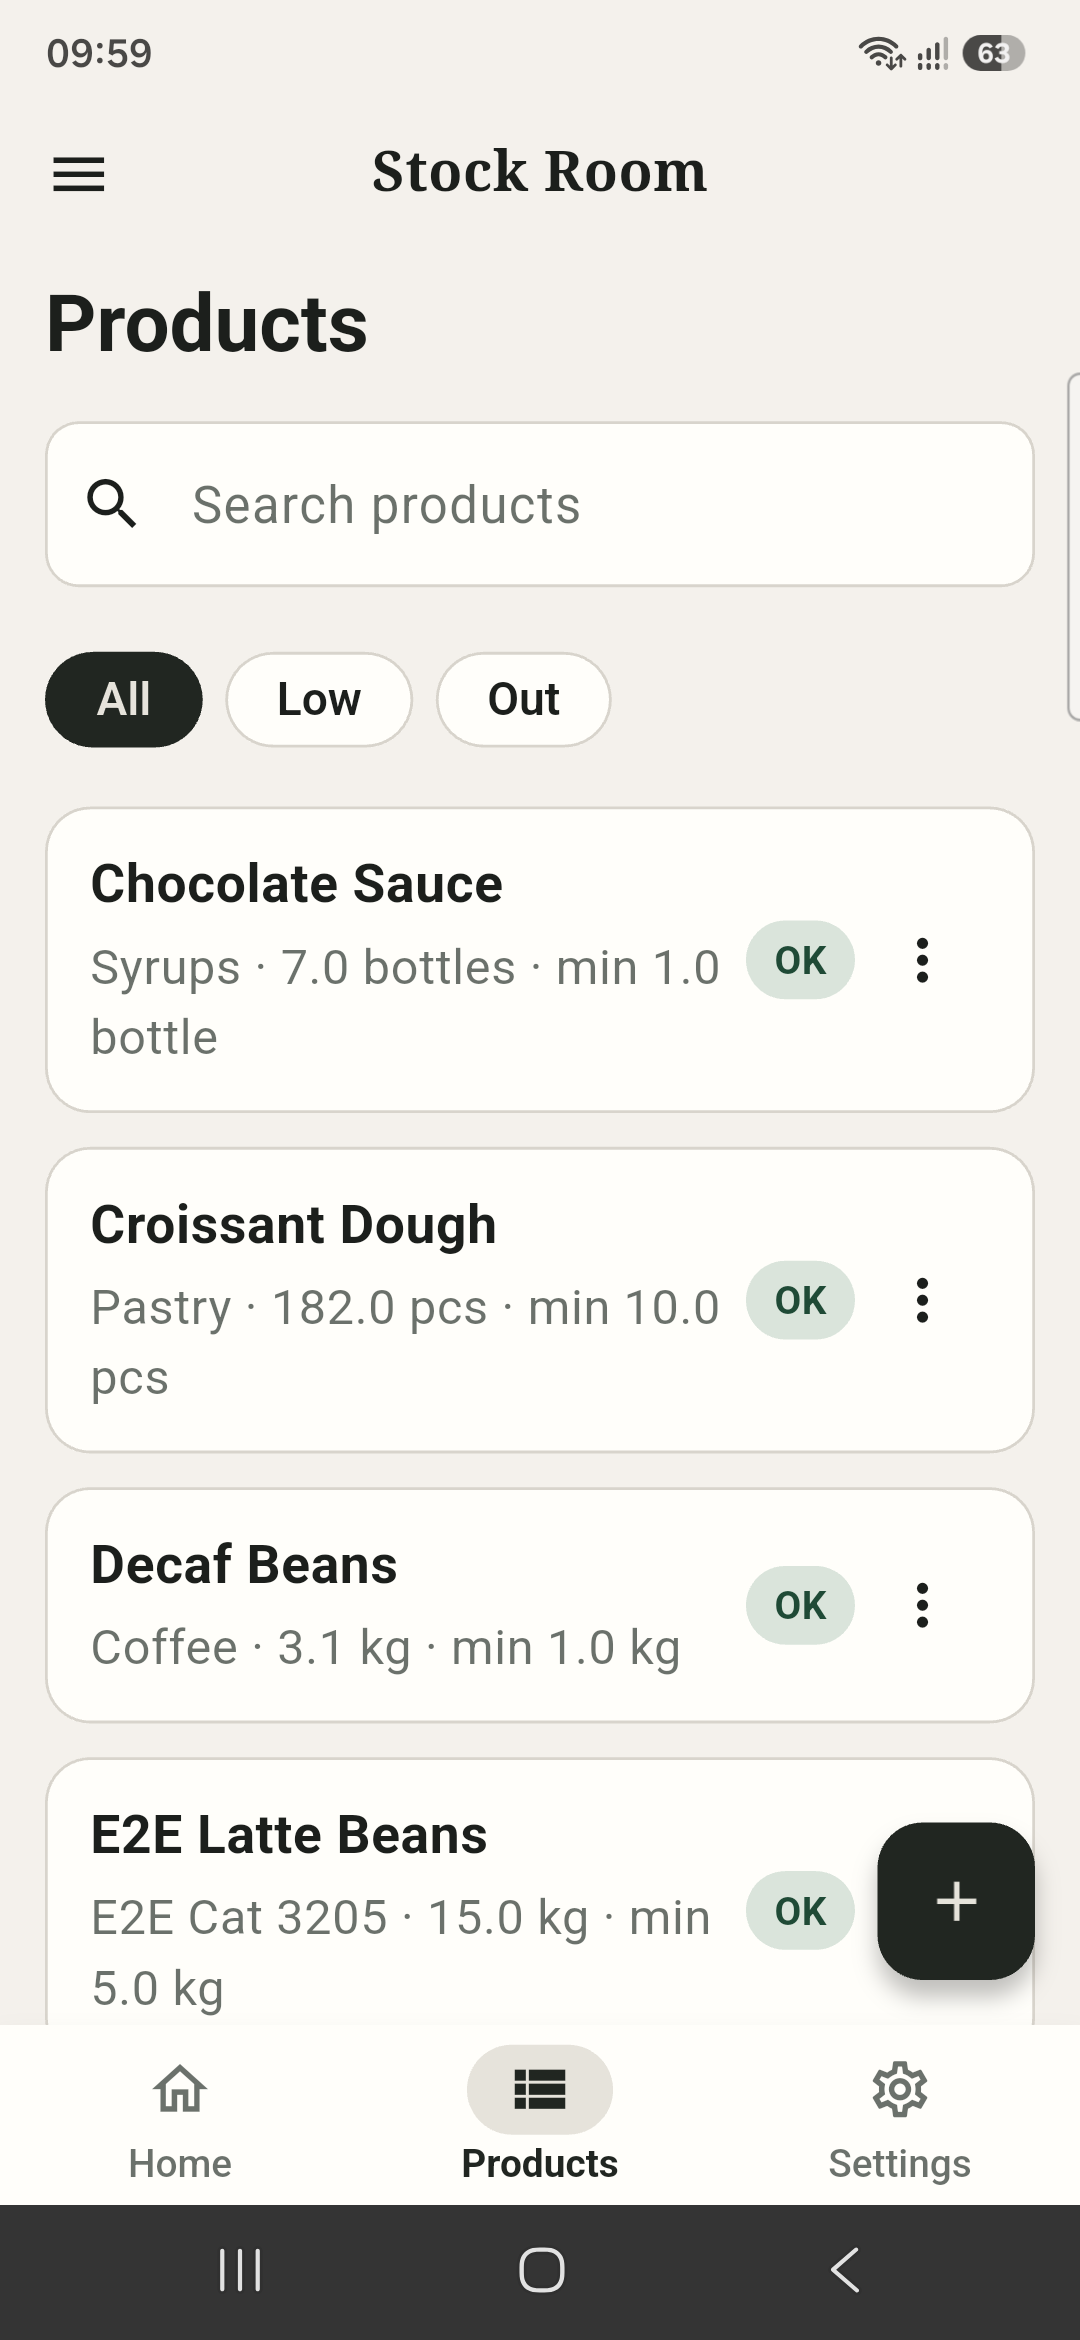 09:59
63
Stock Room
Products
Search products
All
Low
Out
Chocolate Sauce
Syrups · 7.0 bottles · min 1.0
bottle
OK
Croissant Dough
Pastry · 182.0 pcs · min 10.0
pcs
OK
Decaf Beans
Coffee · 3.1 kg · min 1.0 kg
OK
E2E Latte Beans
E2E Cat 3205 · 15.0 kg · min
5.0 kg
OK
Home
Products
Settings